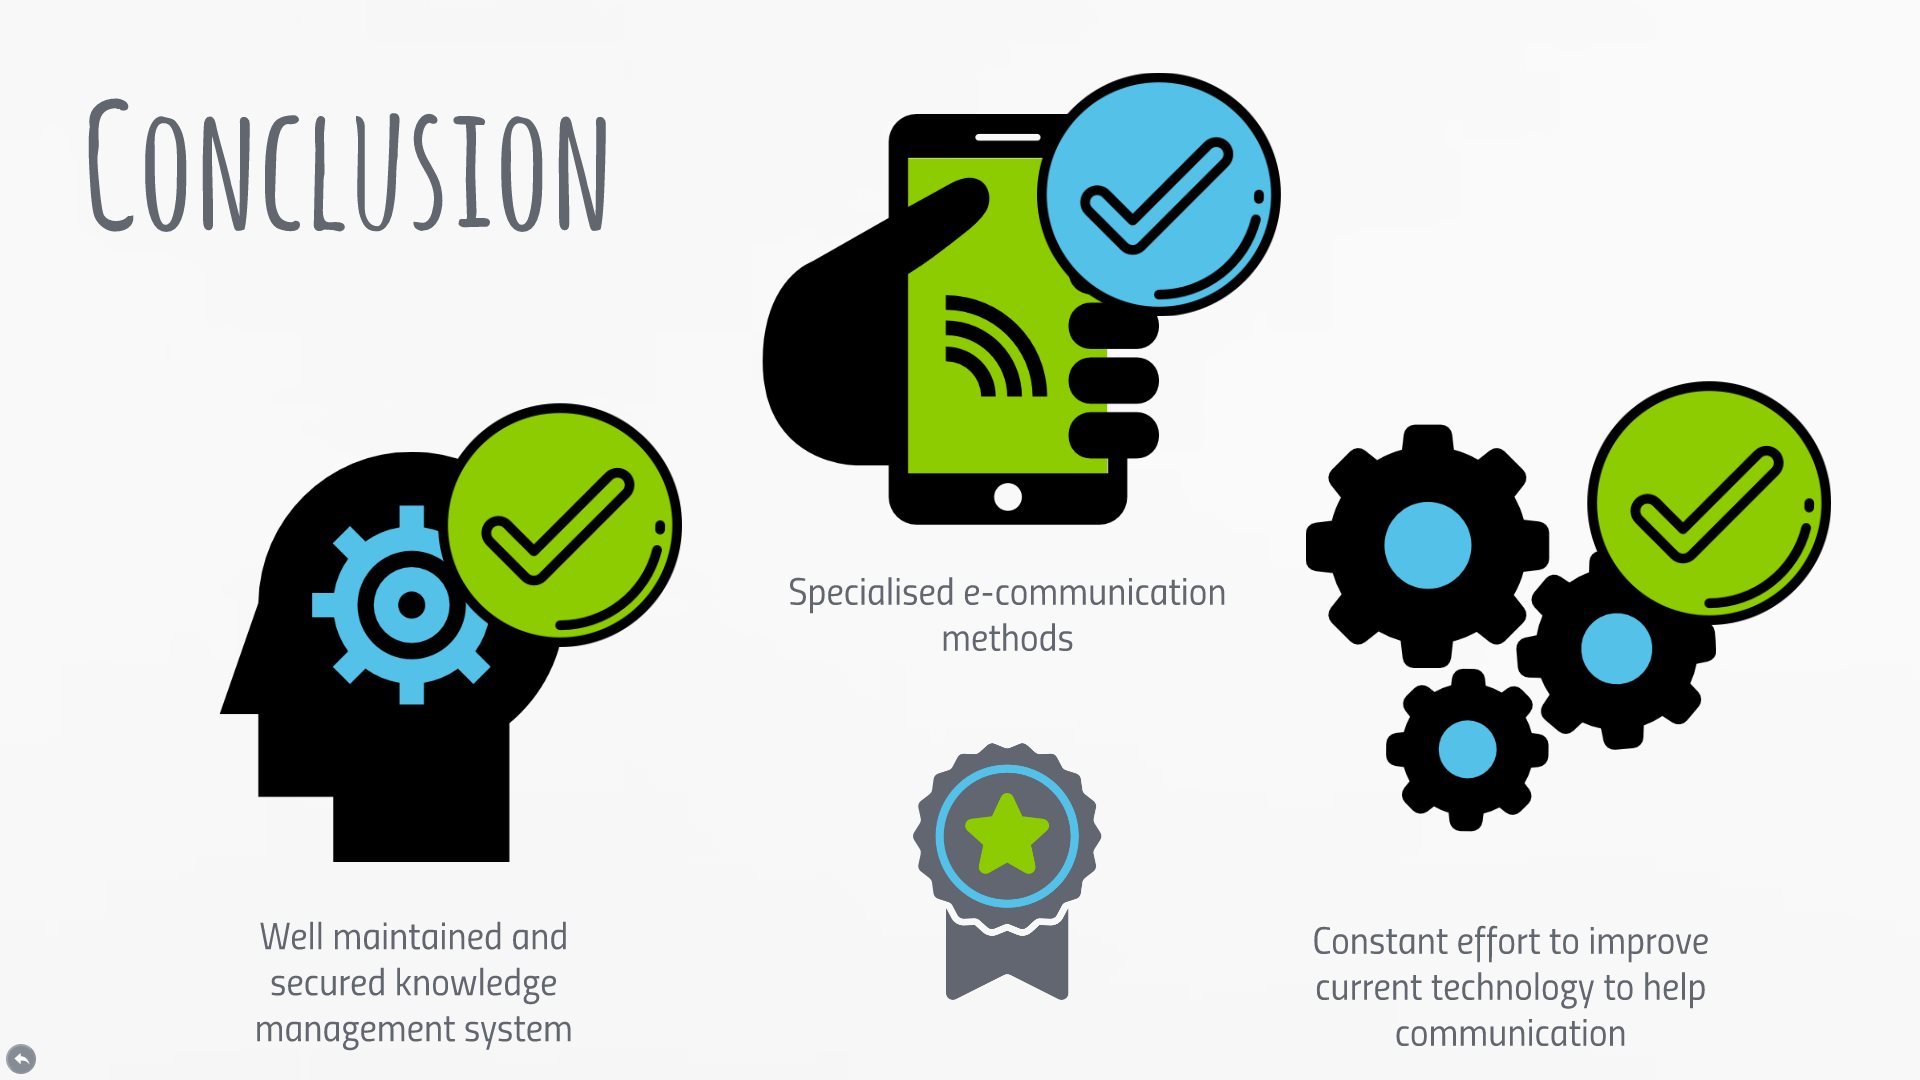 Conclusion
Specialised e-communication
methods
Well maintained and
secured knowledge
management system
Constant effort to improve
current technology to help
communication